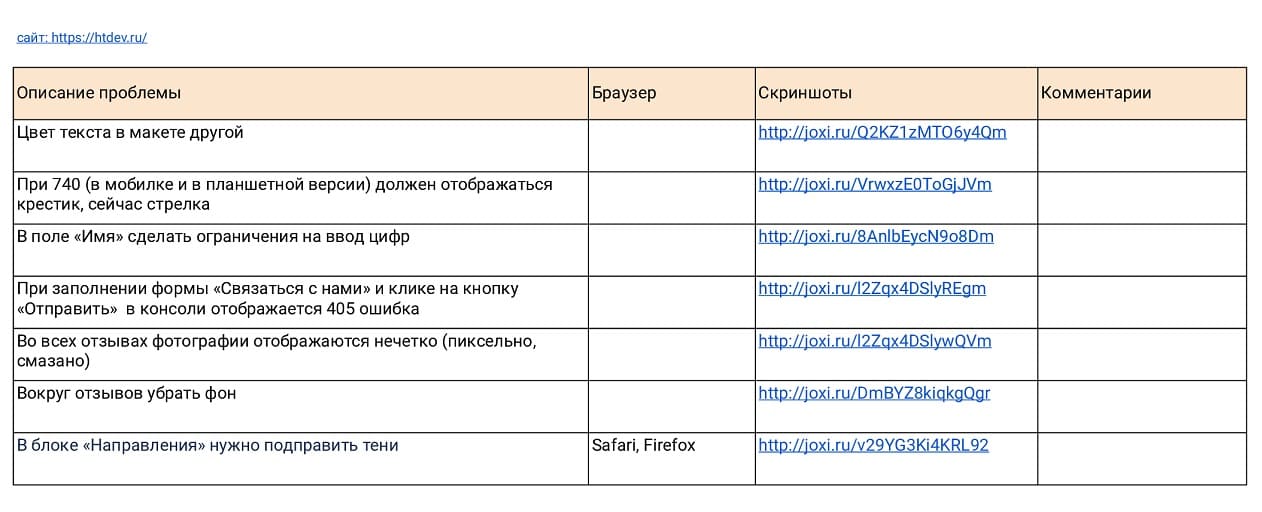 сайт: https://htdev.ru/
Описание проблемы Браузер Скриншоты Комментарии
Цвет текста в макете другой http://joxi.ru/Q2KZ1zMTO6y4Qm
При 740 (в мобилке и в планшетной версии) должен отображаться http://joxi.ru/VrwxzE0ToGjJVm
крестик, сейчас стрелка
В поле «Имя» сделать ограничения на ввод цифр http://joxi.ru/8AnlbEycN9o8Dm
При заполнении формы «Связаться с нами» и клике на кнопку http://joxi.ru/l2Zqx4DSlyREgm
«Отправить» в консоли отображается 405 ошибка
Во всех отзывах фотографии отображаются нечетко (пиксельно, http://joxi.ru/l2Zqx4DSlywQVm
смазано)
Вокруг отзывов убрать фон http://joxi.ru/DmBYZ8kiqkgQgr
В блоке «Направления» нужно подправить тени Safari, Firefox http://joxi.ru/v29YG3Ki4KRL92